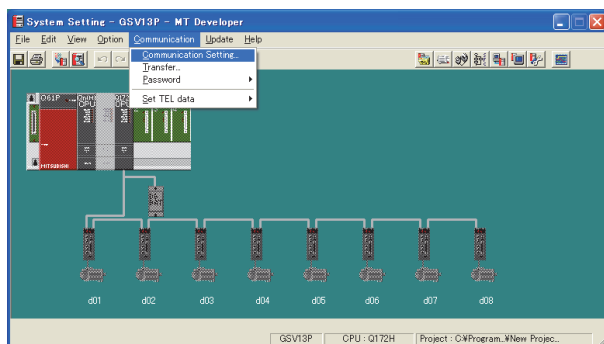 System Setting - GSV13P - MT Developer
File Edit View Option Communication Update Help
Communication Setting...
Transfer...
Password
Set TEL data
Q61P
CPU
MITSUBISHI
d01 d02 d03 d04 d05 d06 d07 d08
GSV13P CPU : Q172H Project : C:¥Program..¥New Projec...